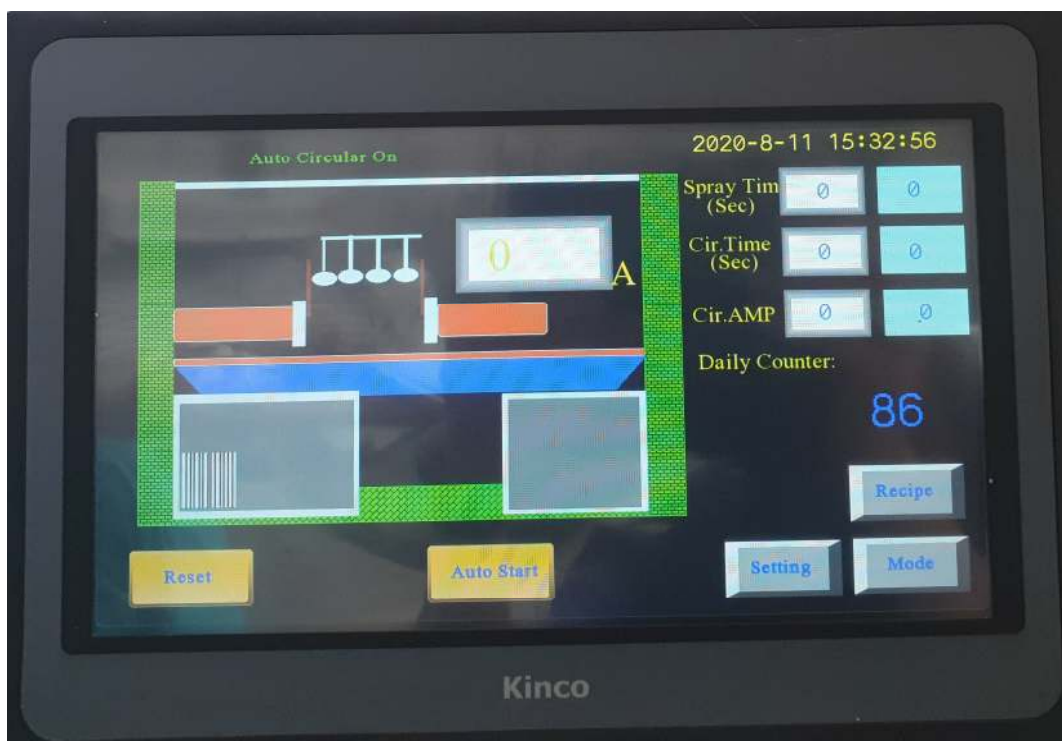 Auto Circular On
2020-8-11 15:32:56
Spray Tim
(Sec)
0
0
Cir.Time
(Sec)
0
0
0
A
Cir.AMP
0
.0
Daily Counter:
86
Recipe
Reset
Auto Start
Setting
Mode
Kinco